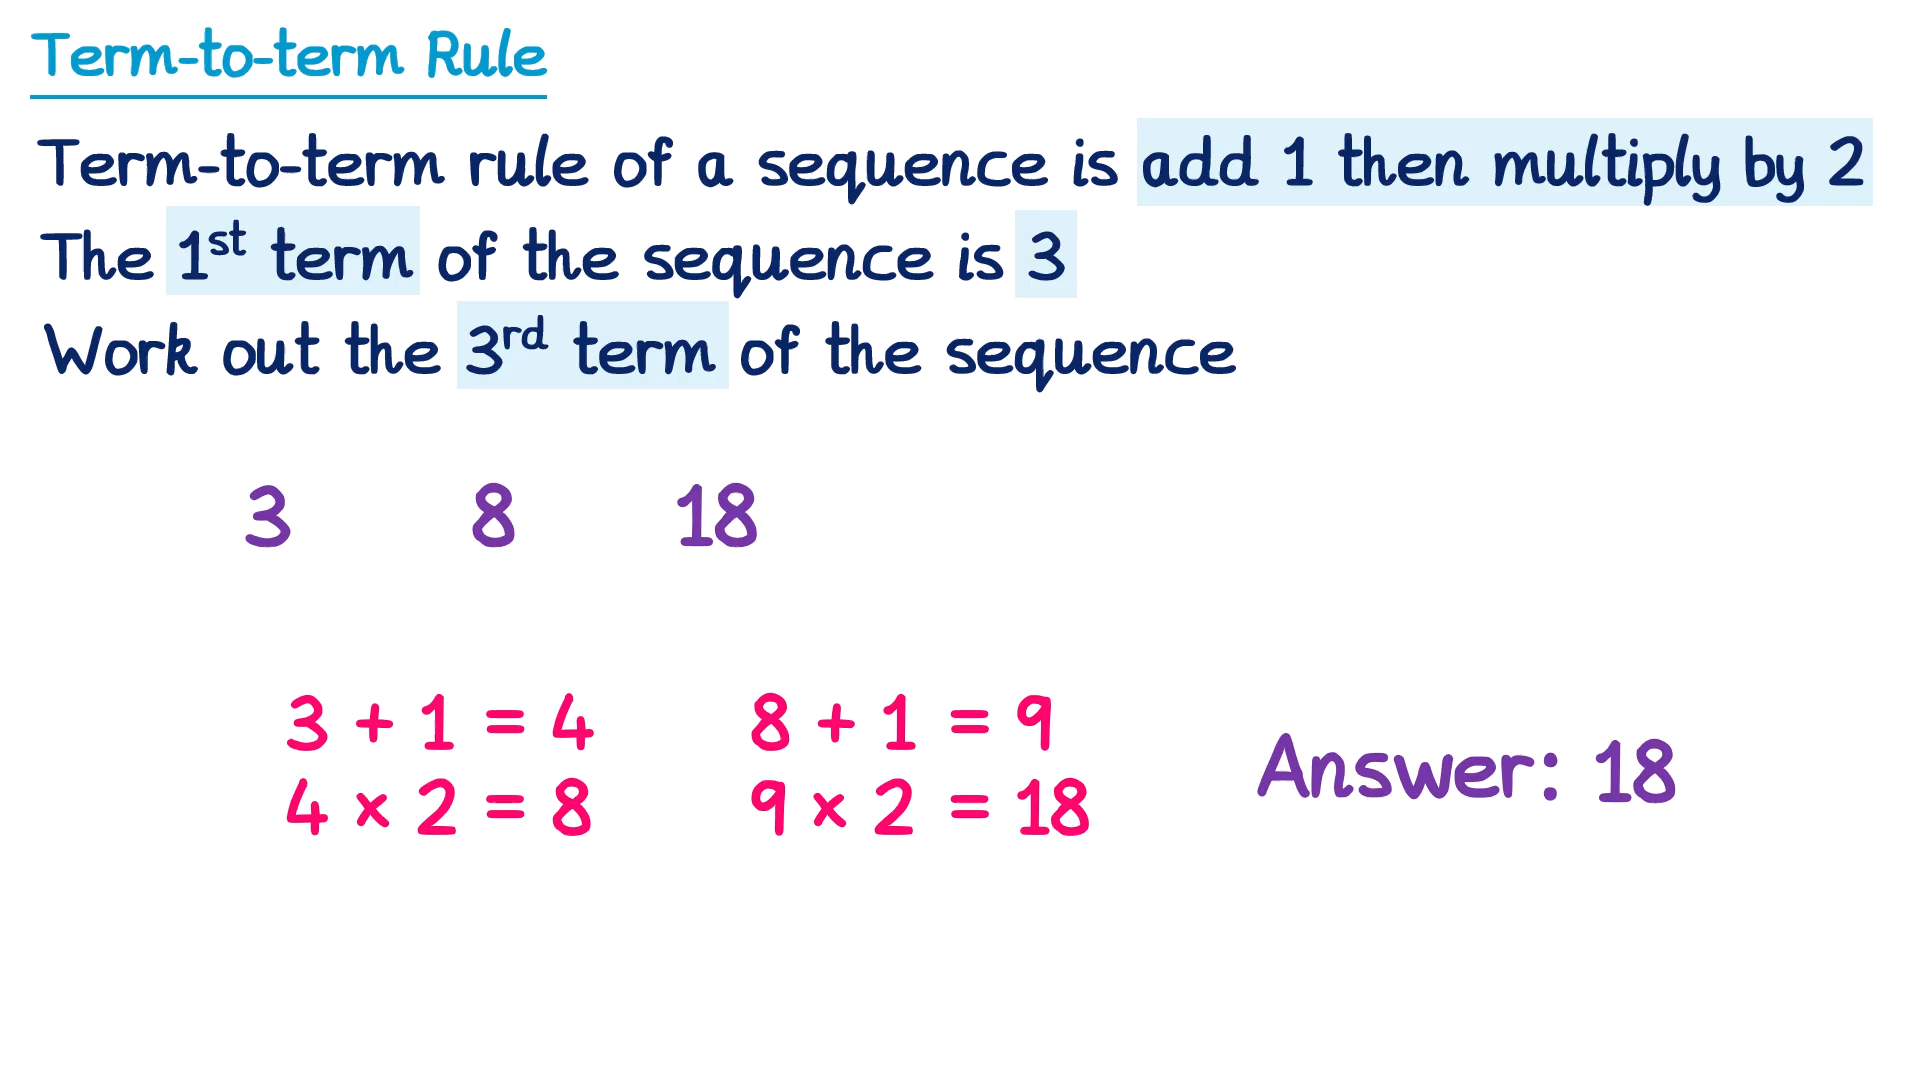 Term-to-term Rule
Term-to-term rule of a sequence is add 1 then multiply by 2
The 1st term of the sequence is 3
Work out the 3rd term of the sequence
3 8 18
3 + 1 = 4 8 + 1 = 9
4 × 2 = 8 9 × 2 = 18
Answer: 18